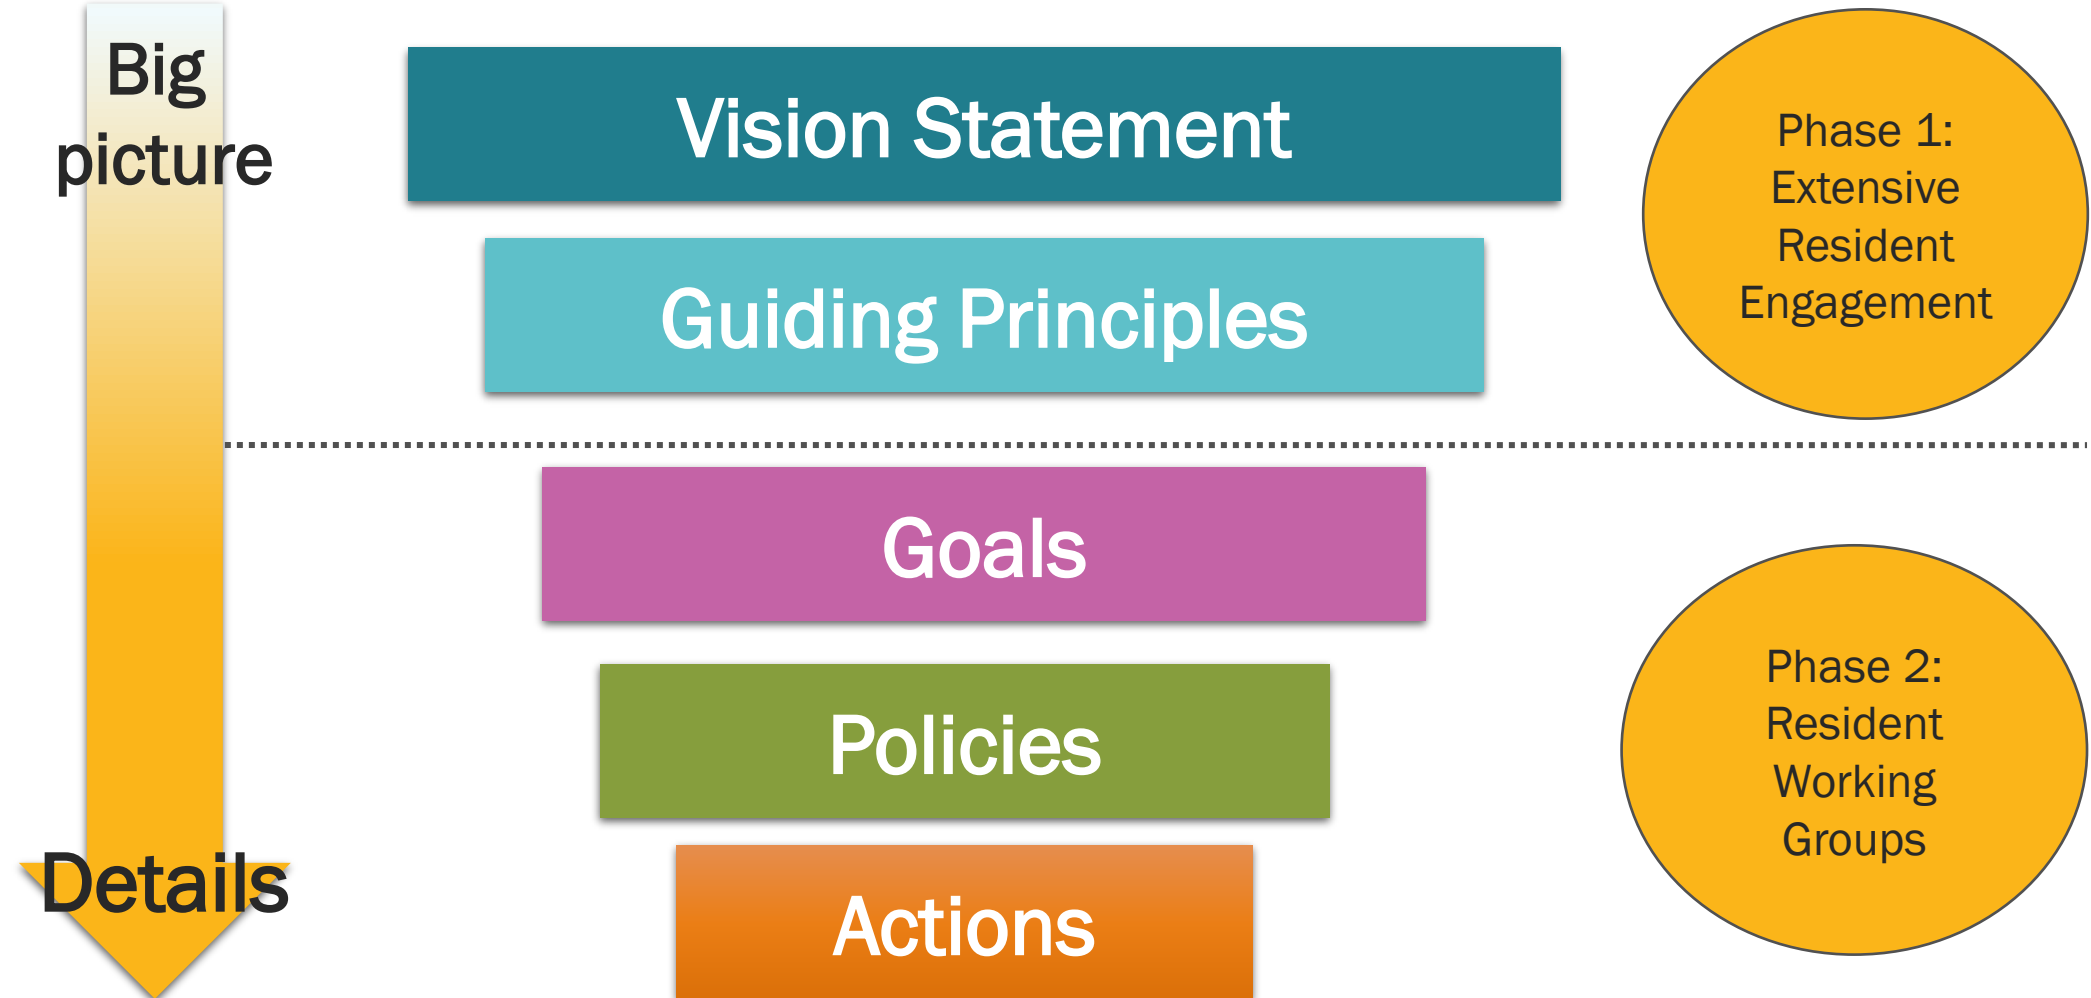 Big
picture
Vision Statement
Phase 1:
Extensive
Resident
Engagement
Guiding Principles
Goals
Policies
Phase 2:
Resident
Working
Groups
Details
Actions